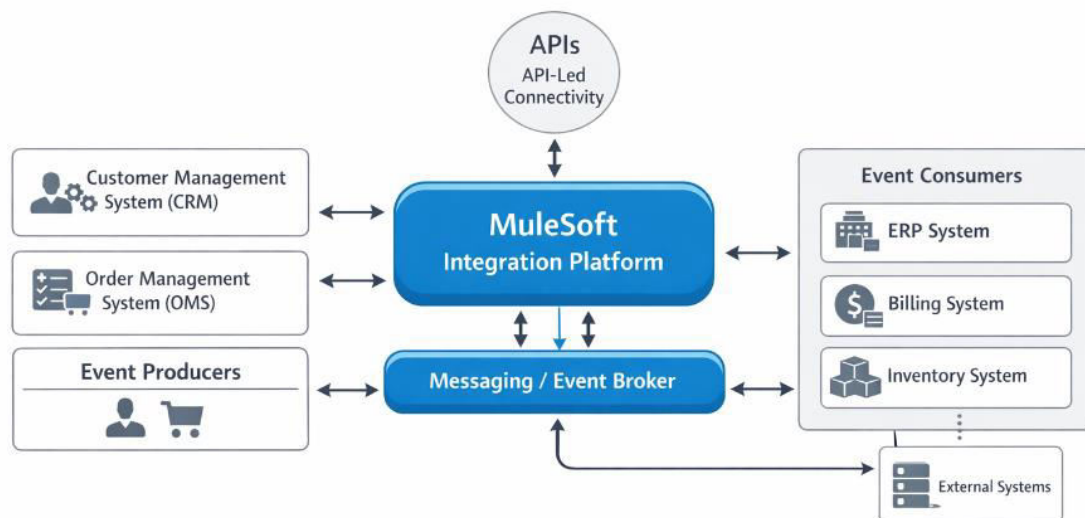 APIs
API-Led
Connectivity
Customer Management
System (CRM)
Order Management
System (OMS)
Event Producers
MuleSoft
Integration Platform
Messaging / Event Broker
Event Consumers
ERP System
$
Billing System
Inventory System
External Systems